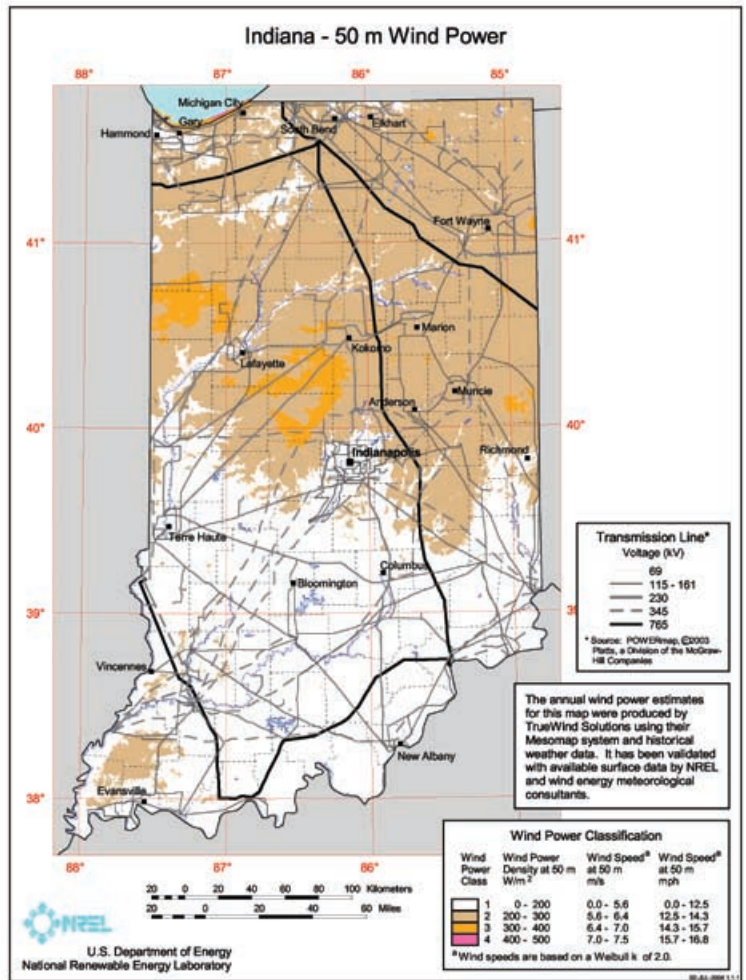 Indiana - 50 m Wind Power
88° 87° 86° 85°
Michigan City
Gary
Hammond
South Bend
Elkhart
Fort Wayne
41° 41°
Marion
Kokomo
Lafayette
Muncie
Anderson
40° 40°
Richmond
Indianapolis
Terre Haute
Columbus
Bloomington
39° 39°
Vincennes
New Albany
Evansville
38° 38°
88° 87° 86°
Transmission Line*
Voltage (kV)
69
115 - 161
230
345
765
* Source: POWERmap, ©2003
Platts, a Division of the McGraw-
Hill Companies
The annual wind power estimates
for this map were produced by
TrueWind Solutions using their
Mesomap system and historical
weather data. It has been validated
with available surface data by NREL
and wind energy meteorological
consultants.
Wind Power Classification
Wind Power Class Wind Power Density at 50 m W/m² Wind Speedᵃ at 50 m m/s Wind Speedᵃ at 50 m mph
1 0 - 200 0.0 - 5.6 0.0 - 12.5
2 200 - 300 5.6 - 6.4 12.5 - 14.3
3 300 - 400 6.4 - 7.0 14.3 - 15.7
4 400 - 500 7.0 - 7.5 15.7 - 16.8
ᵃ Wind speeds are based on a Weibull k of 2.0.
20 0 20 40 60 80 100 Kilometers
20 0 20 40 60 Miles
NREL
U.S. Department of Energy
National Renewable Energy Laboratory